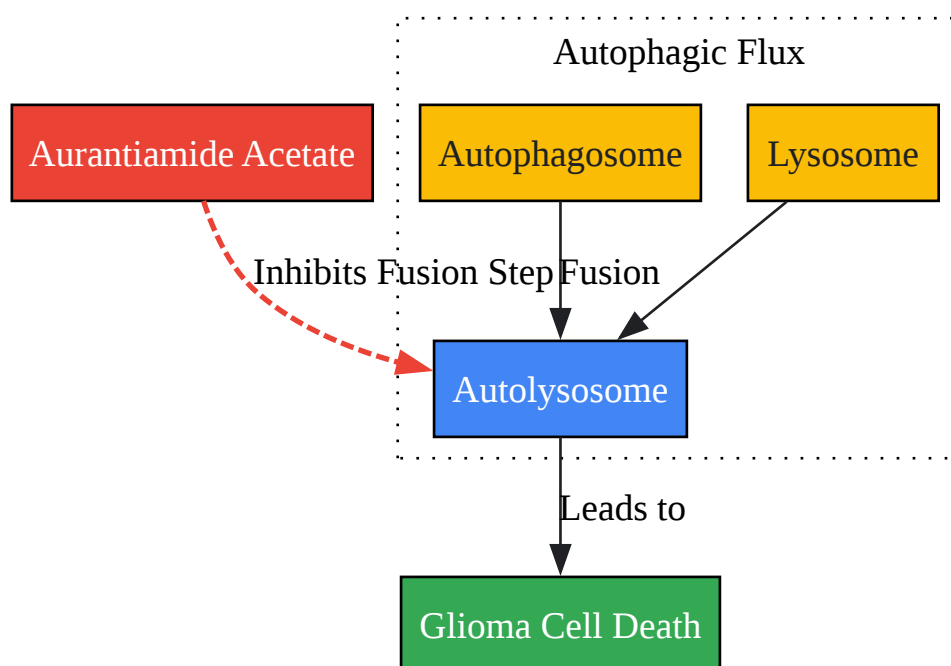 Autophagic Flux
Aurantiamide Acetate
Autophagosome
Lysosome
Inhibits Fusion Step
Fusion
Autolysosome
Leads to
Glioma Cell Death